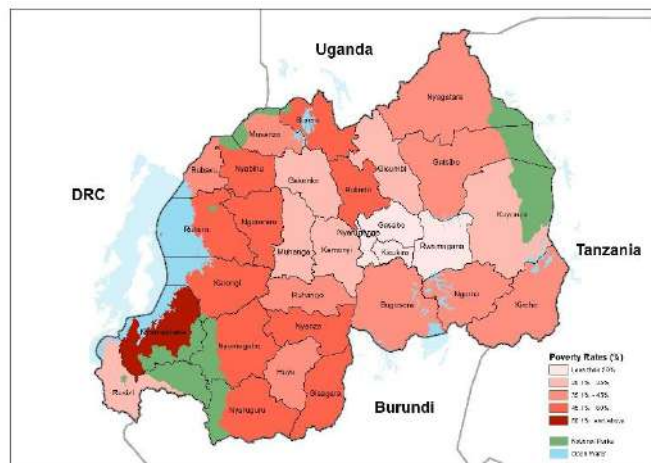 Uganda
Nyagatare
Burera
Musanze
Gicumbi
Gatsibo
Rubavu
Nyabihu
Gakenke
Rulindo
DRC
Kayonza
Rutsiro
Ngororero
Gasabo
Nyarugenge
Rwamagana
Muhanga
Kamonyi
Kicukiro
Tanzania
Karongi
Ruhango
Bugesera
Ngoma
Kirehe
Nyamasheke
Nyamagabe
Nyanza
Rusizi
Huye
Gisagara
Nyaruguru
Burundi
Poverty Rates (%)
National Parks
Open Water